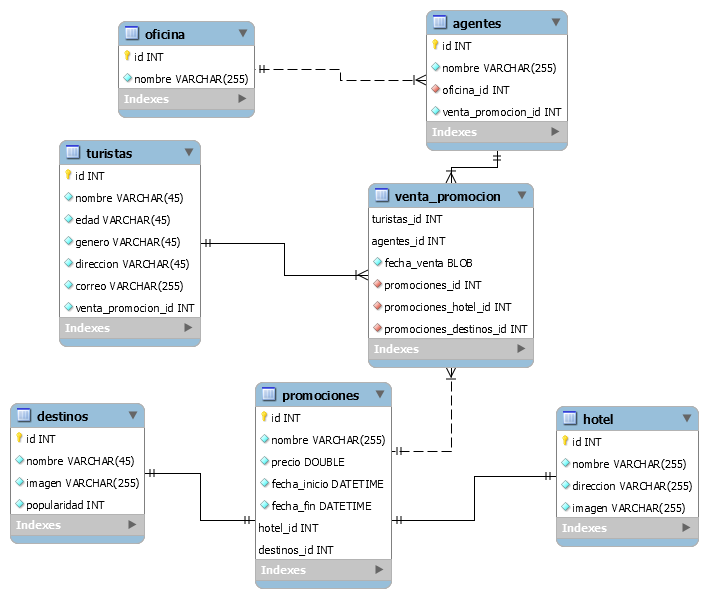 oficina
id INT
nombre VARCHAR(255)
Indexes
agentes
id INT
nombre VARCHAR(255)
oficina_id INT
venta_promocion_id INT
Indexes
turistas
id INT
nombre VARCHAR(45)
edad VARCHAR(45)
genero VARCHAR(45)
direccion VARCHAR(45)
correo VARCHAR(255)
venta_promocion_id INT
Indexes
venta_promocion
turistas_id INT
agentes_id INT
fecha_venta BLOB
promociones_id INT
promociones_hotel_id INT
promociones_destinos_id INT
Indexes
destinos
id INT
nombre VARCHAR(45)
imagen VARCHAR(255)
popularidad INT
Indexes
promociones
id INT
nombre VARCHAR(255)
precio DOUBLE
fecha_inicio DATETIME
fecha_fin DATETIME
hotel_id INT
destinos_id INT
Indexes
hotel
id INT
nombre VARCHAR(255)
direccion VARCHAR(255)
imagen VARCHAR(255)
Indexes